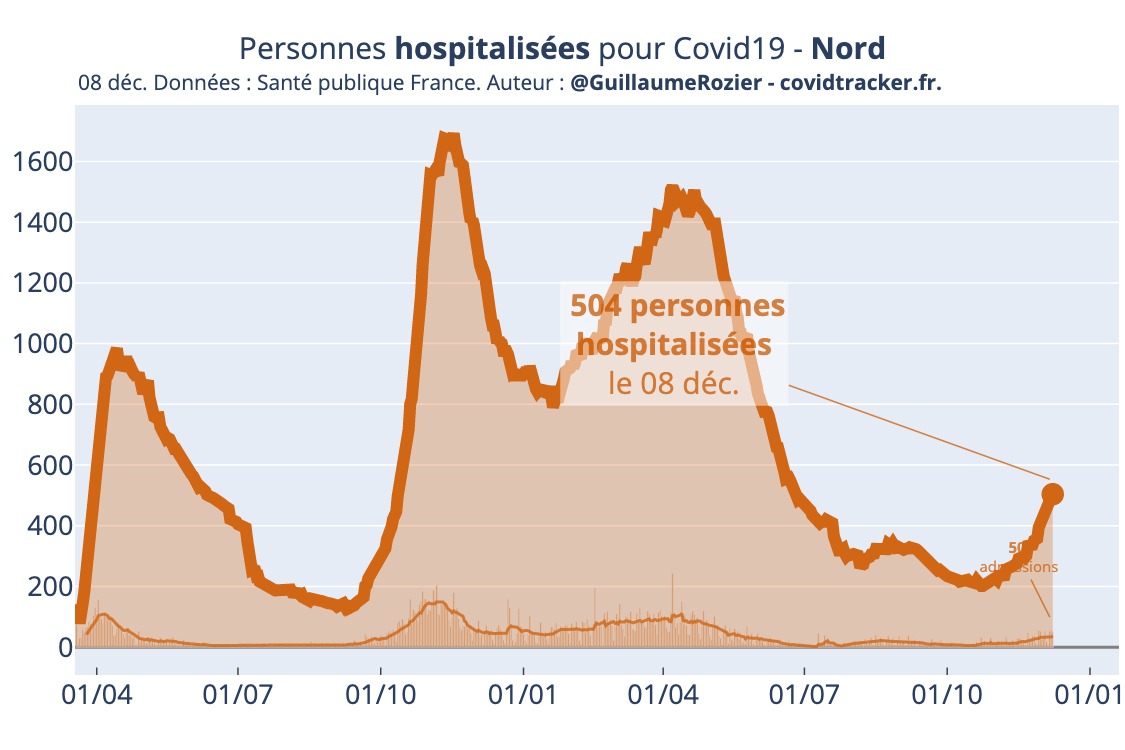 Personnes hospitalisées pour Covid19 - Nord
08 déc. Données : Santé publique France. Auteur : @GuillaumeRozier - covidtracker.fr.
1600
1400
1200
1000
800
600
400
200
0
504 personnes
hospitalisées
le 08 déc.
admissions
01/04 01/07 01/10 01/01 01/04 01/07 01/10 01/01